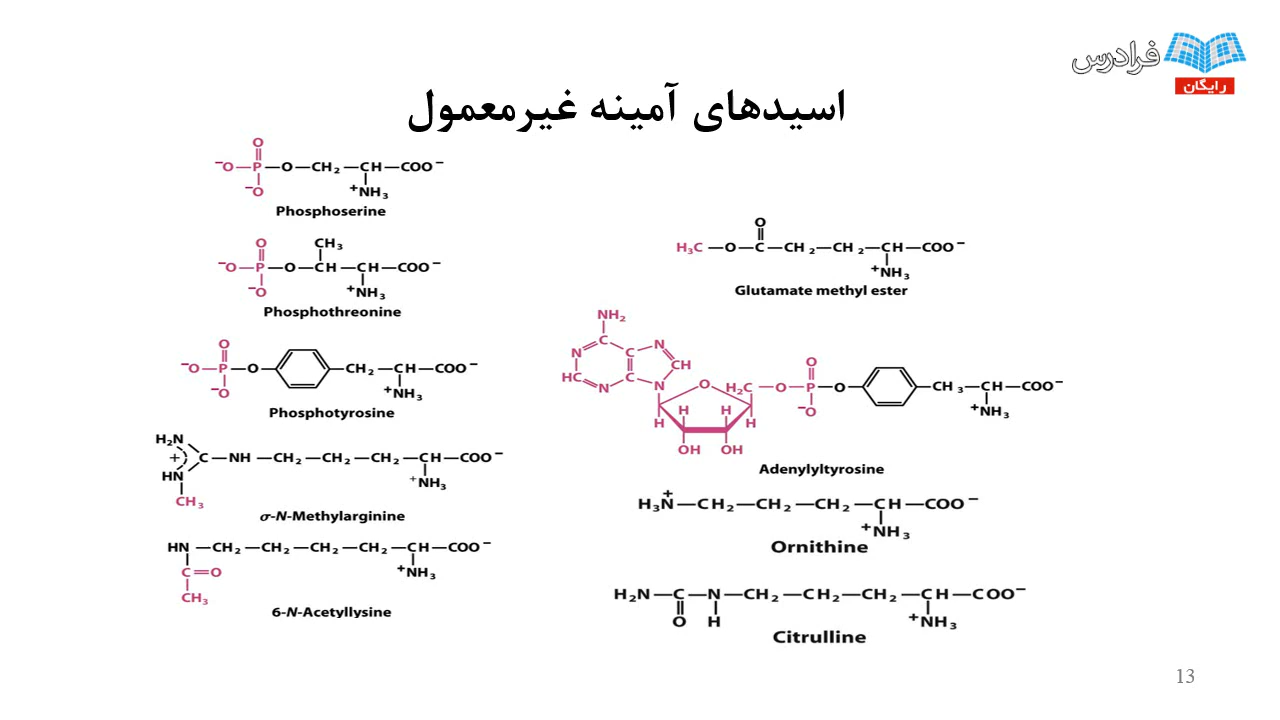 فرادرس
رایگان
اسیدهای آمینه غیرمعمول
O
⁻O—P—O—CH₂—CH—COO⁻
⁻O ⁺NH₃
Phosphoserine
O CH₃
⁻O—P—O—CH—CH—COO⁻
⁻O ⁺NH₃
Phosphothreonine
O
⁻O—P—O CH₂—CH—COO⁻
⁻O ⁺NH₃
Phosphotyrosine
H₂N
+ C—NH—CH₂—CH₂—CH₂—CH—COO⁻
HN ⁺NH₃
CH₃
σ-N-Methylarginine
HN—CH₂—CH₂—CH₂—CH₂—CH—COO⁻
C=O ⁺NH₃
CH₃
6-N-Acetyllysine
O
H₃C—O—C—CH₂—CH₂—CH—COO⁻
⁺NH₃
Glutamate methyl ester
NH₂
N C C N CH
HC N C N O H₂C—O—P—O CH₃—CH—COO⁻
O ⁻O ⁺NH₃
H H H H
OH OH
Adenylyltyrosine
H₃N⁺—CH₂—CH₂—CH₂—CH—COO⁻
⁺NH₃
Ornithine
H₂N—C—N—CH₂—CH₂—CH₂—CH—COO⁻
O H ⁺NH₃
Citrulline
13